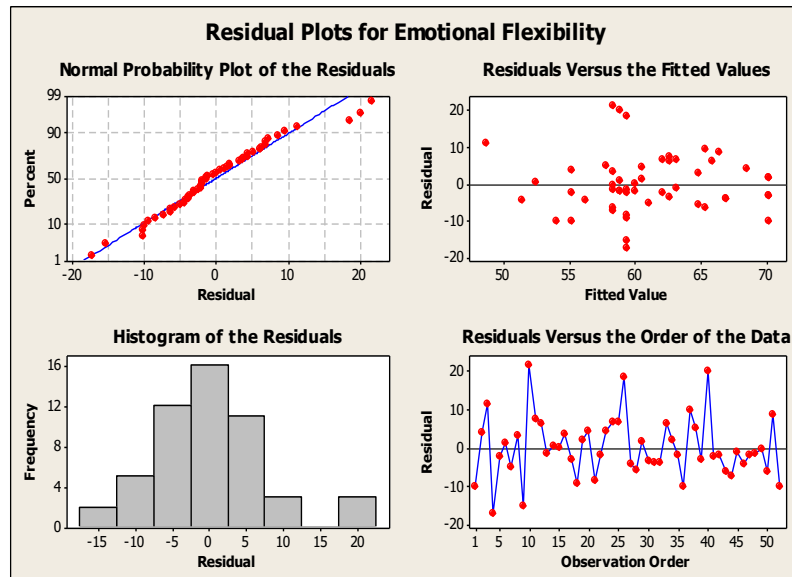 Residual Plots for Emotional Flexibility
Normal Probability Plot of the Residuals
99
90
50
10
1
Percent
-20 -10 0 10 20
Residual
Residuals Versus the Fitted Values
20
10
0
-10
-20
Residual
50 55 60 65 70
Fitted Value
Histogram of the Residuals
16
12
8
4
0
Frequency
-15 -10 -5 0 5 10 15 20
Residual
Residuals Versus the Order of the Data
20
10
0
-10
-20
Residual
1 5 10 15 20 25 30 35 40 45 50
Observation Order